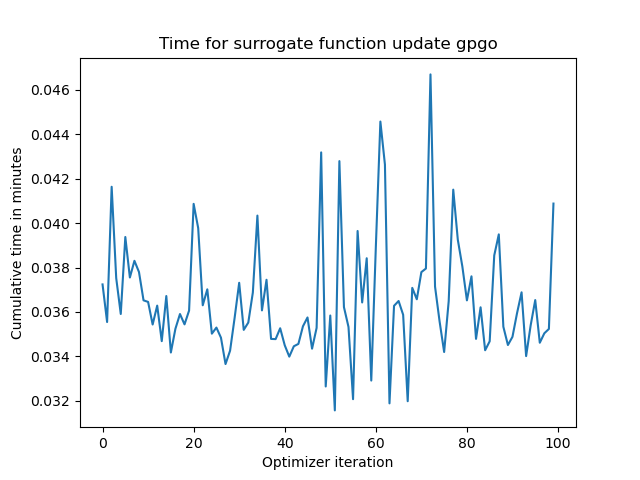 Time for surrogate function update gpgo
0.046
0.044
0.042
0.040
0.038
0.036
0.034
0.032
Cumulative time in minutes
0 20 40 60 80 100
Optimizer iteration